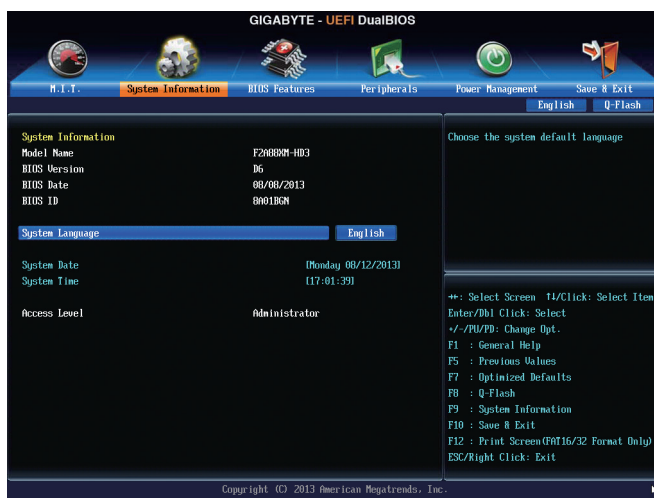 GIGABYTE - UEFI DualBIOS
M.I.T.
System Information
BIOS Features
Peripherals
Power Management
Save & Exit
English
Q-Flash
System Information
Model Name F2A88XM-HD3
BIOS Version D6
BIOS Date 08/08/2013
BIOS ID 8A01BGN
System Language English
System Date [Monday 08/12/2013]
System Time [17:01:39]
Access Level Administrator
Choose the system default language
→←: Select Screen ↑↓/Click: Select Item
Enter/Dbl Click: Select
+/-/PU/PD: Change Opt.
F1 : General Help
F5 : Previous Values
F7 : Optimized Defaults
F8 : Q-Flash
F9 : System Information
F10 : Save & Exit
F12 : Print Screen(FAT16/32 Format Only)
ESC/Right Click: Exit
Copyright (C) 2013 American Megatrends, Inc.